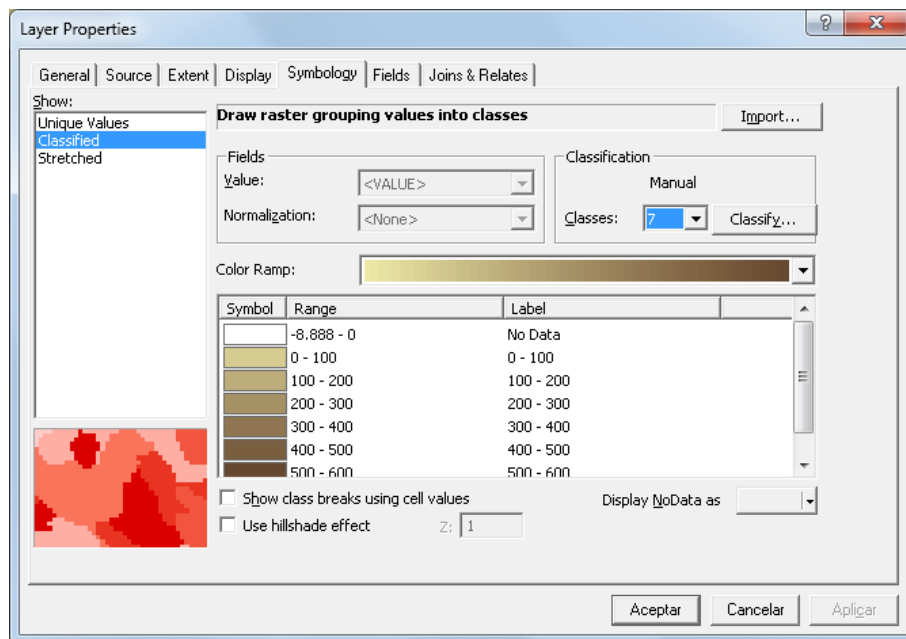 Layer Properties
General Source Extent Display Symbology Fields Joins & Relates
Show:
Unique Values
Classified
Stretched
Draw raster grouping values into classes
Import...
Fields
Value: <VALUE>
Normalization: <None>
Classification
Manual
Classes: 7 Classify...
Color Ramp:
Symbol Range Label
-8.888 - 0 No Data
0 - 100 0 - 100
100 - 200 100 - 200
200 - 300 200 - 300
300 - 400 300 - 400
400 - 500 400 - 500
500 - 600 500 - 600
Show class breaks using cell values
Display NoData as
Use hillshade effect Z: 1
Aceptar Cancelar Aplicar